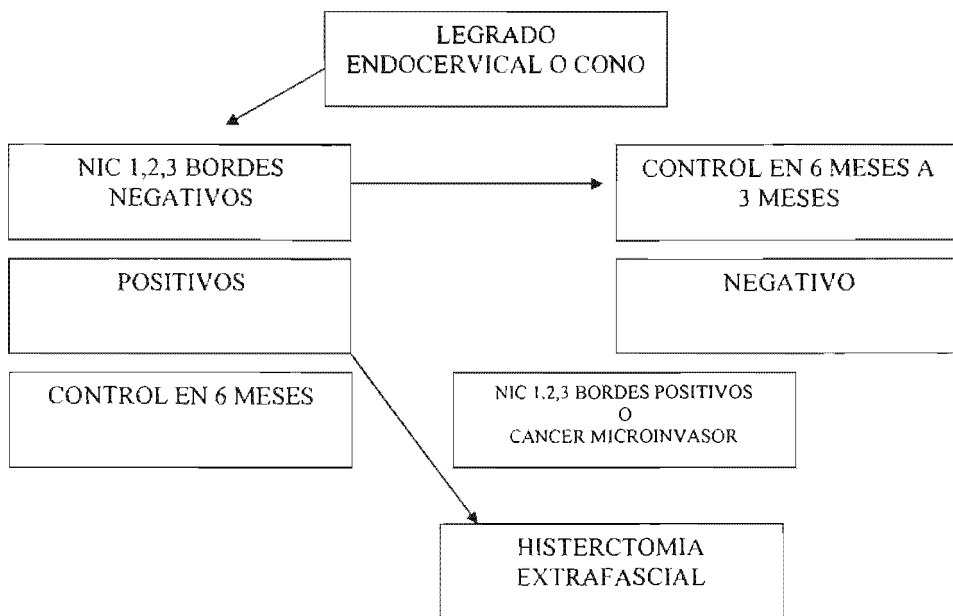 LEGRADO
ENDOCERVICAL O CONO
NIC 1,2,3 BORDES
NEGATIVOS
CONTROL EN 6 MESES A
3 MESES
POSITIVOS
NEGATIVO
CONTROL EN 6 MESES
NIC 1,2,3 BORDES POSITIVOS
O
CANCER MICROINVASOR
HISTERCTOMIA
EXTRAFASCIAL